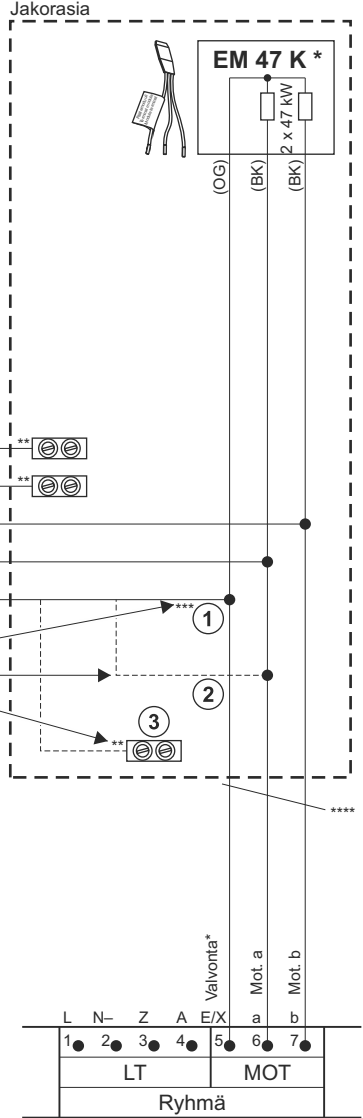 Jakorasia
EM 47 K *
2 x 47 kW
(OG)
(BK)
(BK)
**
**
***
1
2
3
**
****
Valvonta*
Mot. a
Mot. b
L N– Z A E/X a b
1 2 3 4 5 6 7
LT MOT
Ryhmä